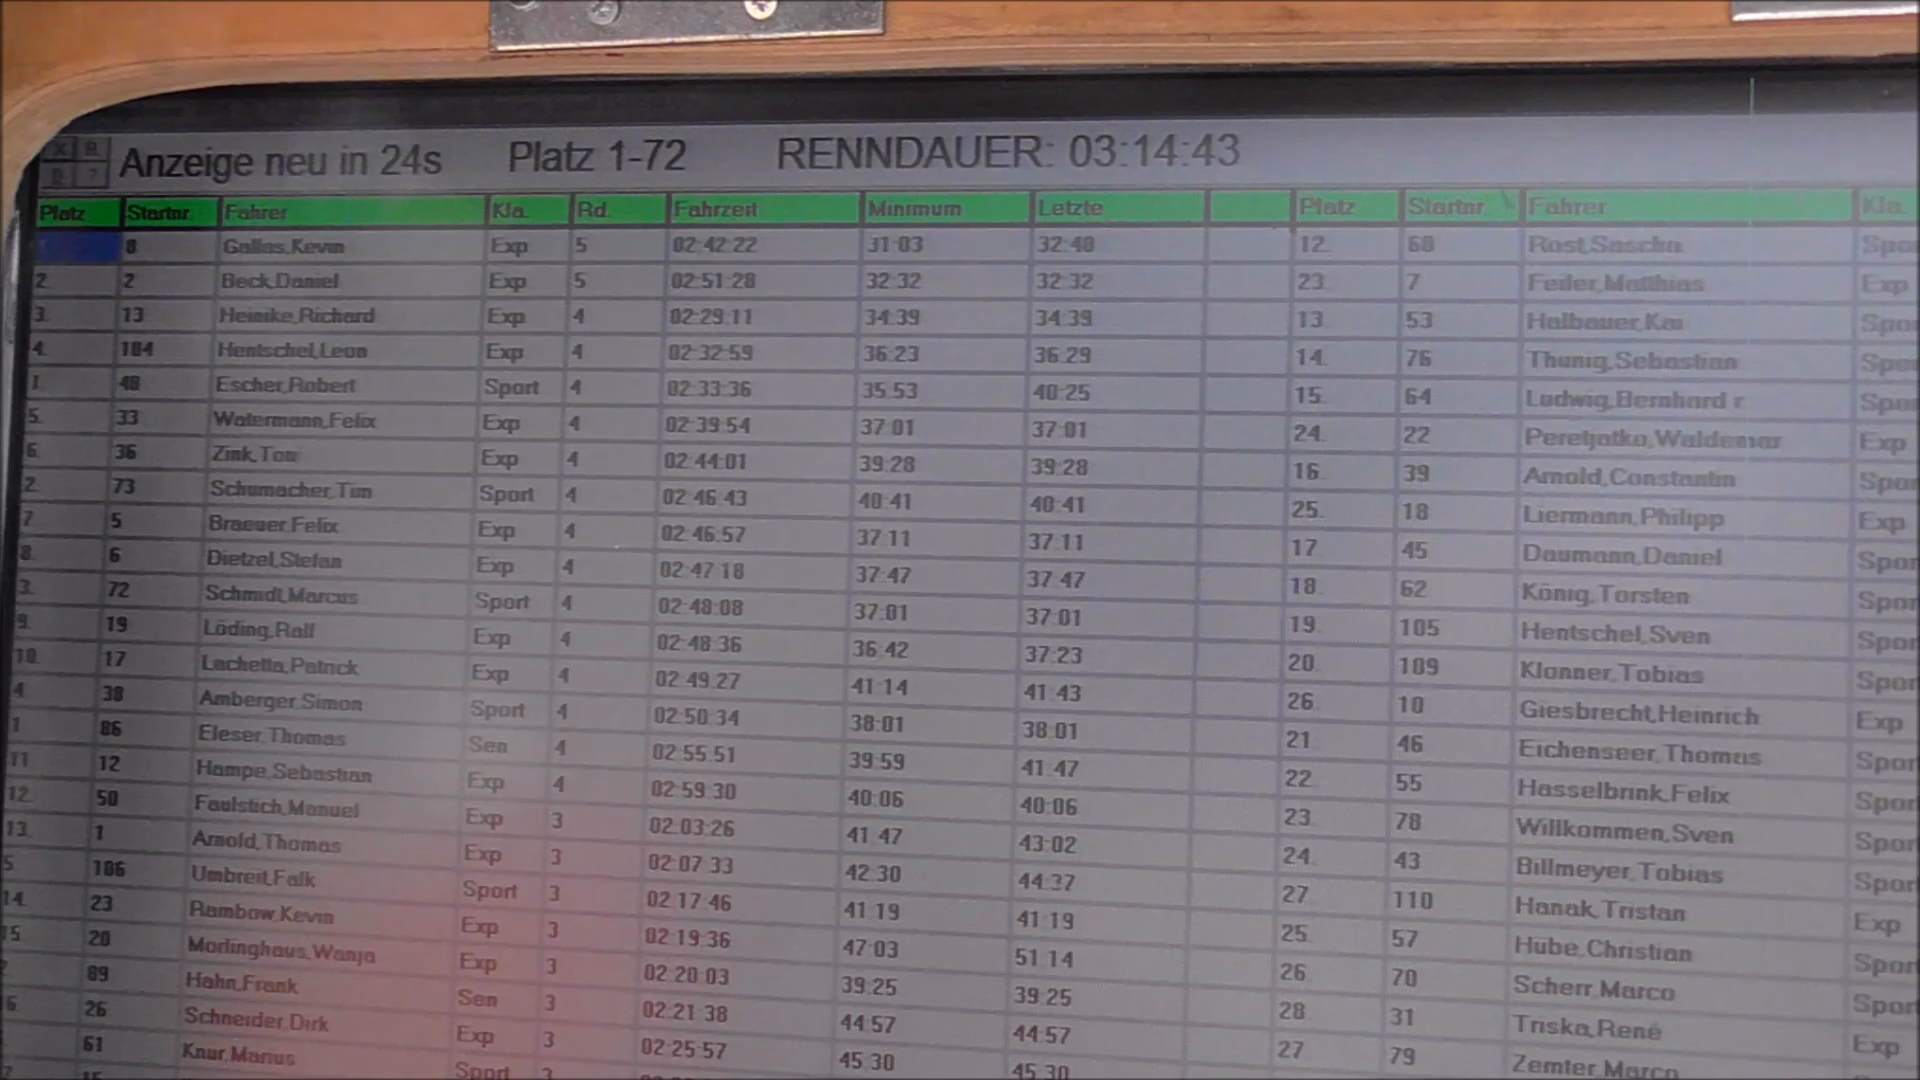 Anzeige neu in 24s Platz 1-72 RENNDAUER: 03:14:43
Platz Startnr. Fahrer Kla. Rd. Fahrzeit Minimum Letzte Platz Startnr. Fahrer Kla.
8 Gallas,Kevin Exp 5 02:42:22 31:03 32:40 12. 68 Rost,Sascha Spo
2. 2 Beck,Daniel Exp 5 02:51:28 32:32 32:32 23. 7 Feiler,Matthias Exp
3. 13 Heinike,Richard Exp 4 02:29:11 34:39 34:39 13. 53 Halbauer,Kai Spo
4. 104 Hentschel,Leon Exp 4 02:32:59 36:23 36:29 14. 76 Thunig,Sebastian Spo
1. 48 Escher,Robert Sport 4 02:33:36 35:53 40:25 15. 64 Ludwig,Bernhard r Spo
5. 33 Watermann,Felix Exp 4 02:39:54 37:01 37:01 24. 22 Peretjatko,Waldemar Exp
6. 36 Zink,Tom Exp 4 02:44:01 39:28 39:28 16. 39 Arnold,Constantin Spo
2. 73 Schumacher,Tim Sport 4 02:46:43 40:41 40:41 25. 18 Liermann,Philipp Exp
7. 5 Braeuer,Felix Exp 4 02:46:57 37:11 37:11 17. 45 Daumann,Daniel Spor
8. 6 Dietzel,Stefan Exp 4 02:47:18 37:47 37:47 18. 62 König,Torsten Spor
3. 72 Schmidt,Marcus Sport 4 02:48:08 37:01 37:01 19. 105 Hentschel,Sven Spor
9. 19 Löding,Ralf Exp 4 02:48:36 36:42 37:23 20. 109 Klonner,Tobias Spor
10. 17 Lachetta,Patrick Exp 4 02:49:27 41:14 41:43 26. 10 Giesbrecht,Heinrich Exp
4. 38 Amberger,Simon Sport 4 02:50:34 38:01 38:01 21. 46 Eichenseer,Thomas Spor
1. 86 Eleser,Thomas Sen 4 02:55:51 39:59 41:47 22. 55 Hasselbrink,Felix Spor
11. 12 Hampe,Sebastian Exp 4 02:59:30 40:06 40:06 23. 78 Willkommen,Sven Spor
12. 50 Faulstich,Manuel Exp 3 02:03:26 41:47 43:02 24. 43 Billmeyer,Tobias Spor
13. 1 Arnold,Thomas Exp 3 02:07:33 42:30 27. 110 Hanak,Tristan Exp
5. 106 Umbreit,Falk Sport 3 02:17:46 41:19 41:19 25. 57 Hube,Christian Spor
14. 23 Rambow,Kevin Exp 3 02:19:36 47:03 51:14 26. 70 Scherr,Marco Spor
15. 20 Morlinghaus,Wanja Exp 3 02:20:03 39:25 39:25 28. 31 Triska,René Exp
89 Hahn,Frank Sen 3 02:21:38 44:57 44:57 27. 79 Zemter,Marco
6. 26 Schneider,Dirk Exp 3 02:25:57 45:30 45:30
61 Knur,Marius Sport 3